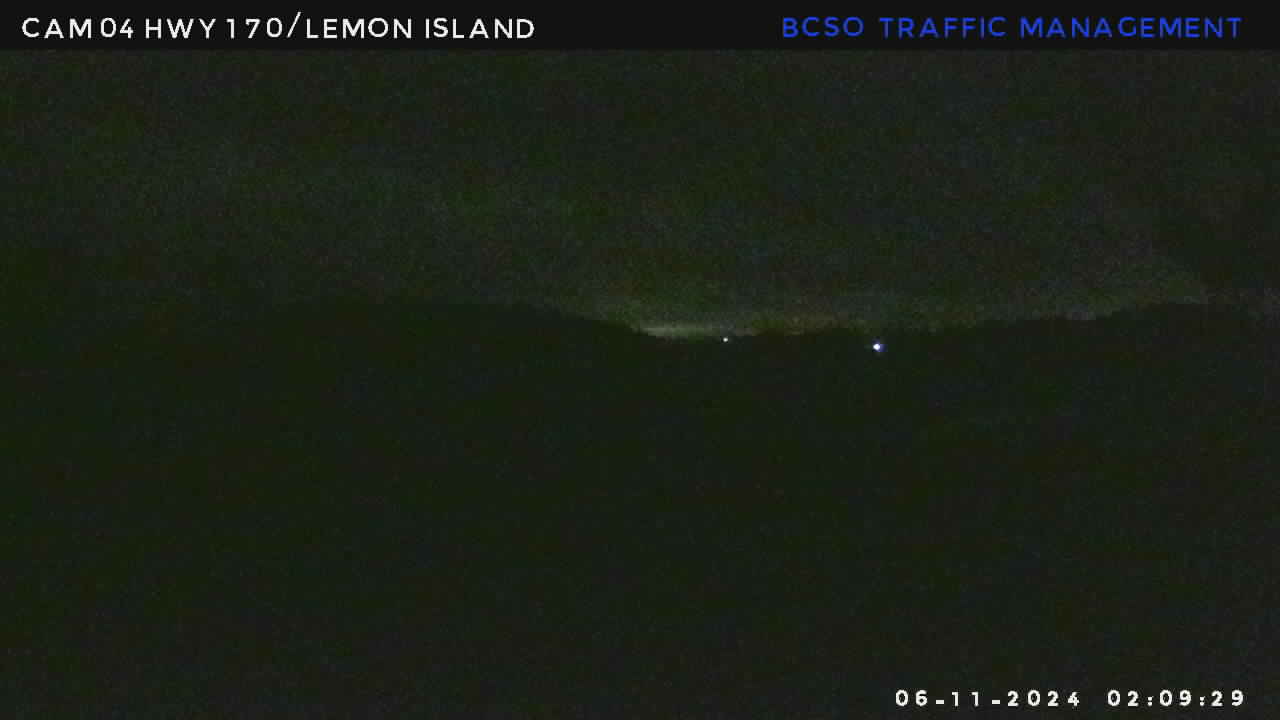 CAM04 HWY 170/LEMON ISLAND
BCSO TRAFFIC MANAGEMENT
06-11-2024 02:09:29